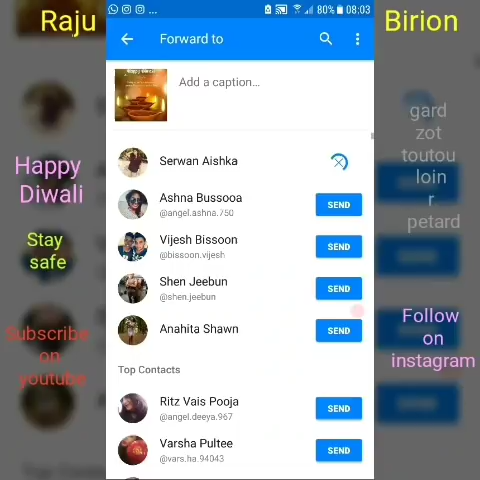 Raju
Birion
80% 08:03
Forward to
Add a caption...
Serwan Aishka
Ashna Bussooa
@angel.ashna.750
SEND
Vijesh Bissoon
@bissoon.vijesh
SEND
Shen Jeebun
@shen.jeebun
SEND
Anahita Shawn
SEND
Top Contacts
Ritz Vais Pooja
@angel.deeya.967
SEND
Varsha Pultee
@vars.ha.94043
SEND
Happy
Diwali
Stay
safe
Subscribe
on
youtube
gard
zot
toutou
loin
r
petard
Follow
on
instagram